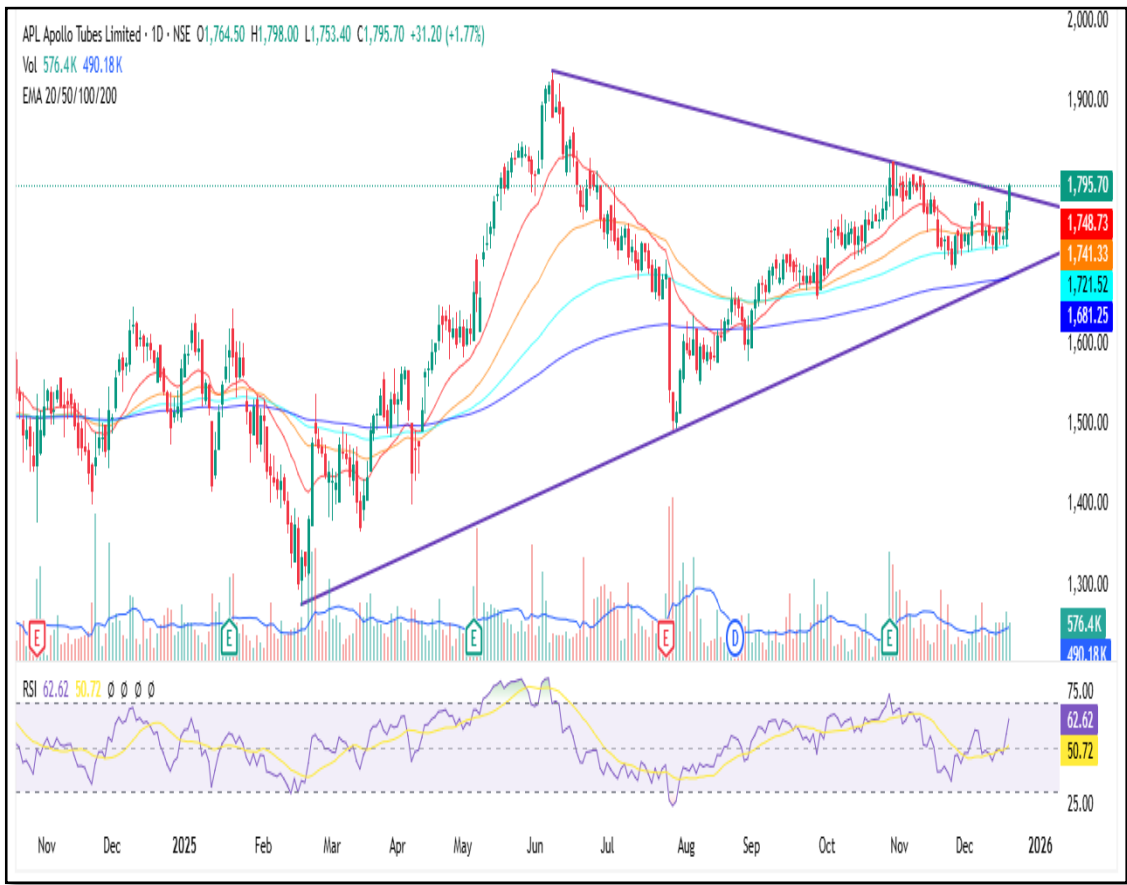 APL Apollo Tubes Limited · 1D · NSE O1,764.50 H1,798.00 L1,753.40 C1,795.70 +31.20 (+1.77%)
Vol 576.4K 490.18K
EMA 20/50/100/200
2,000.00
1,900.00
1,795.70
1,748.73
1,741.33
1,721.52
1,681.25
1,600.00
1,500.00
1,400.00
1,300.00
576.4K
490.18K
E E E E D E
RSI 62.62 50.72 Ø Ø Ø Ø
75.00
62.62
50.72
25.00
Nov Dec 2025 Feb Mar Apr May Jun Jul Aug Sep Oct Nov Dec 2026